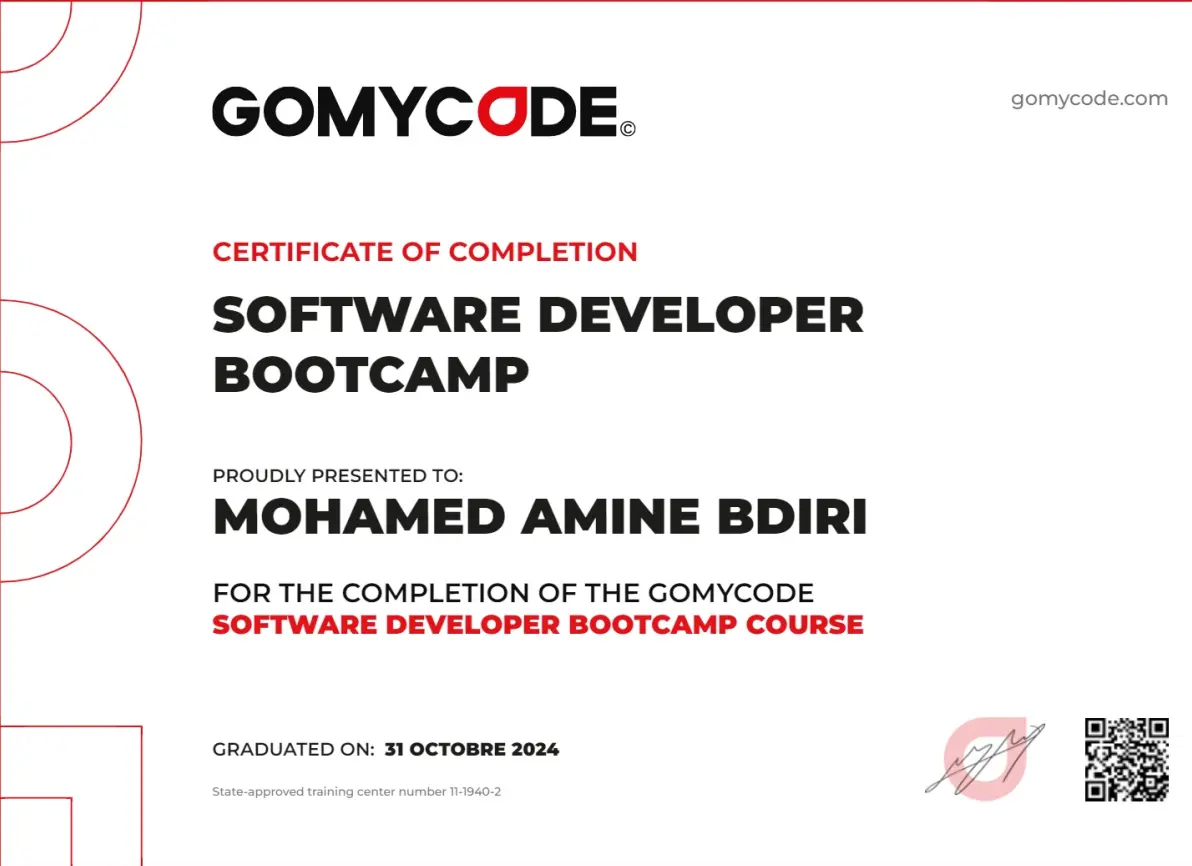 GOMYCODE©
gomycode.com
CERTIFICATE OF COMPLETION
SOFTWARE DEVELOPER
BOOTCAMP
PROUDLY PRESENTED TO:
MOHAMED AMINE BDIRI
FOR THE COMPLETION OF THE GOMYCODE
SOFTWARE DEVELOPER BOOTCAMP COURSE
GRADUATED ON: 31 OCTOBRE 2024
State-approved training center number 11-1940-2